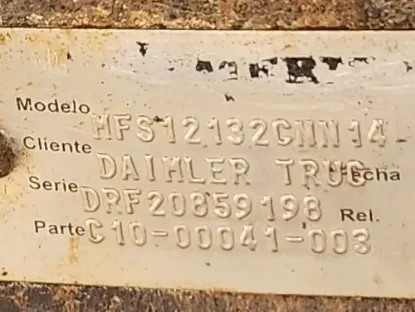 Modelo MFS12132CNN14
Cliente DAIMLER TRUC Fecha
Serie DRF20859198 Rel.
Parte C10-00041-003